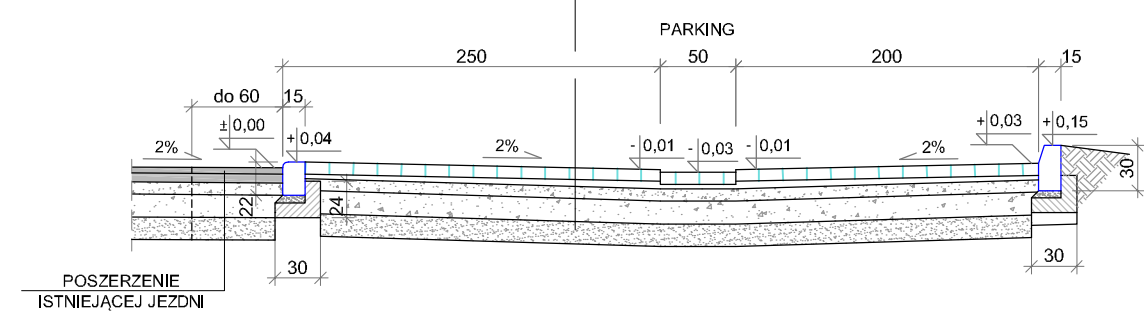 PARKING
250 50 200 15
do 60 15
± 0,00 + 0,04 - 0,01 - 0,03 - 0,01 + 0,03 + 0,15
2% 2% 2%
22 24 30
30 30
POSZERZENIE
ISTNIEJĄCEJ JEZDNI